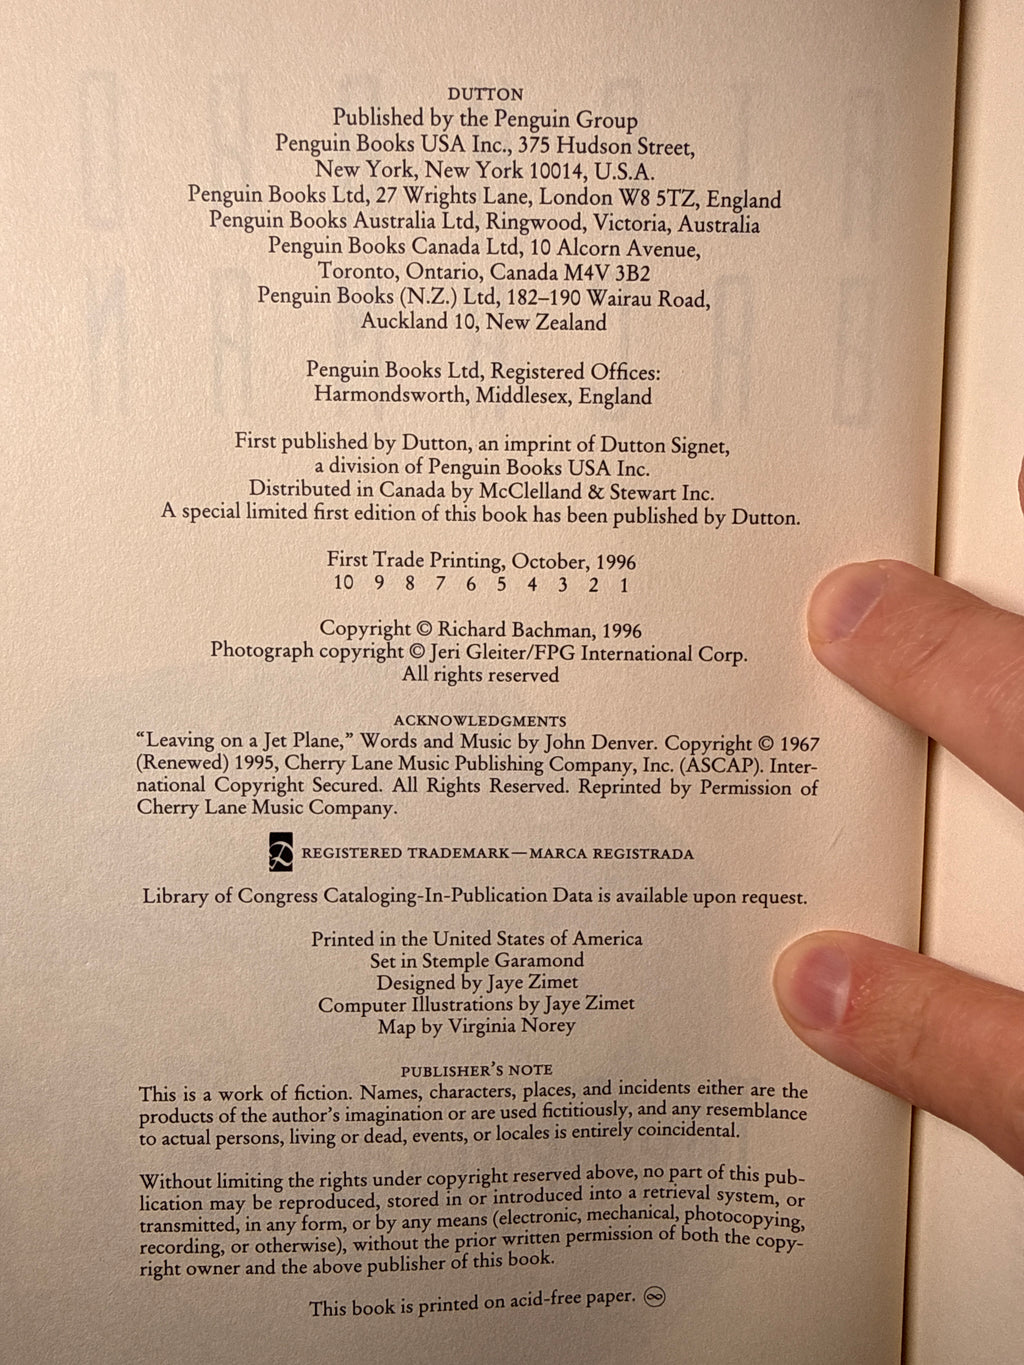 DUTTON
Published by the Penguin Group
Penguin Books USA Inc., 375 Hudson Street,
New York, New York 10014, U.S.A.
Penguin Books Ltd, 27 Wrights Lane, London W8 5TZ, England
Penguin Books Australia Ltd, Ringwood, Victoria, Australia
Penguin Books Canada Ltd, 10 Alcorn Avenue,
Toronto, Ontario, Canada M4V 3B2
Penguin Books (N.Z.) Ltd, 182–190 Wairau Road,
Auckland 10, New Zealand
Penguin Books Ltd, Registered Offices:
Harmondsworth, Middlesex, England
First published by Dutton, an imprint of Dutton Signet,
a division of Penguin Books USA Inc.
Distributed in Canada by McClelland & Stewart Inc.
A special limited first edition of this book has been published by Dutton.
First Trade Printing, October, 1996
10 9 8 7 6 5 4 3 2 1
Copyright © Richard Bachman, 1996
Photograph copyright © Jeri Gleiter/FPG International Corp.
All rights reserved
ACKNOWLEDGMENTS
“Leaving on a Jet Plane,” Words and Music by John Denver. Copyright © 1967
(Renewed) 1995, Cherry Lane Music Publishing Company, Inc. (ASCAP). Inter-
national Copyright Secured. All Rights Reserved. Reprinted by Permission of
Cherry Lane Music Company.
REGISTERED TRADEMARK—MARCA REGISTRADA
Library of Congress Cataloging-In-Publication Data is available upon request.
Printed in the United States of America
Set in Stemple Garamond
Designed by Jaye Zimet
Computer Illustrations by Jaye Zimet
Map by Virginia Norey
PUBLISHER’S NOTE
This is a work of fiction. Names, characters, places, and incidents either are the
products of the author’s imagination or are used fictitiously, and any resemblance
to actual persons, living or dead, events, or locales is entirely coincidental.
Without limiting the rights under copyright reserved above, no part of this pub-
lication may be reproduced, stored in or introduced into a retrieval system, or
transmitted, in any form, or by any means (electronic, mechanical, photocopying,
recording, or otherwise), without the prior written permission of both the copy-
right owner and the above publisher of this book.
This book is printed on acid-free paper. ♾